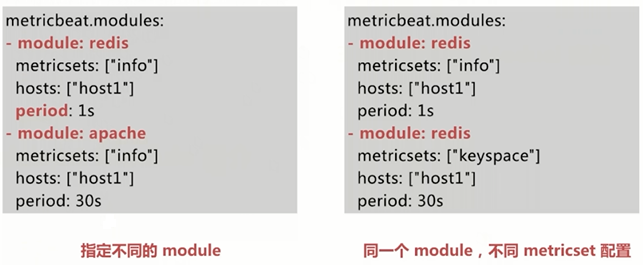 metricbeat.modules:
- module: redis
metricsets: ["info"]
hosts: ["host1"]
period: 1s
- module: apache
metricsets: ["info"]
hosts: ["host1"]
period: 30s
指定不同的 module
metricbeat.modules:
- module: redis
metricsets: ["info"]
hosts: ["host1"]
period: 1s
- module: redis
metricsets: ["keyspace"]
hosts: ["host1"]
period: 30s
同一个 module，不同 metricset 配置